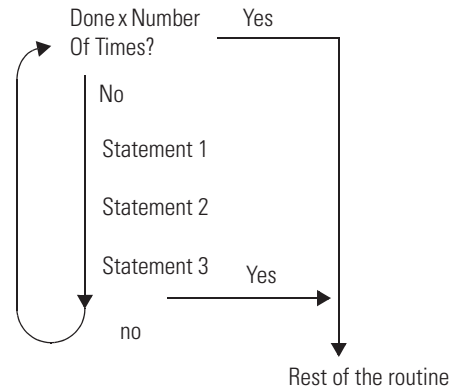 Done x Number Yes
Of Times?
No
Statement 1
Statement 2
Statement 3
Yes
no
Rest of the routine